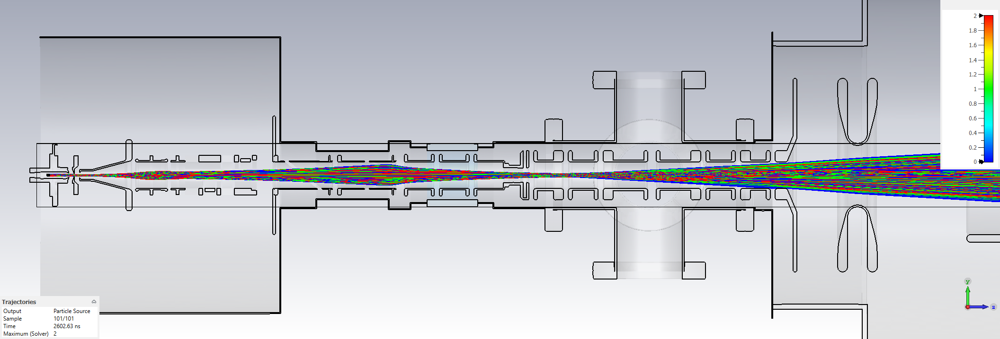 2
1.8
1.6
1.4
1.2
1
0.8
0.6
0.4
0.2
0
Trajectories
Output Particle Source
Sample 101/101
Time 2602.63 ns
Maximum (Solver) 2
Y
z